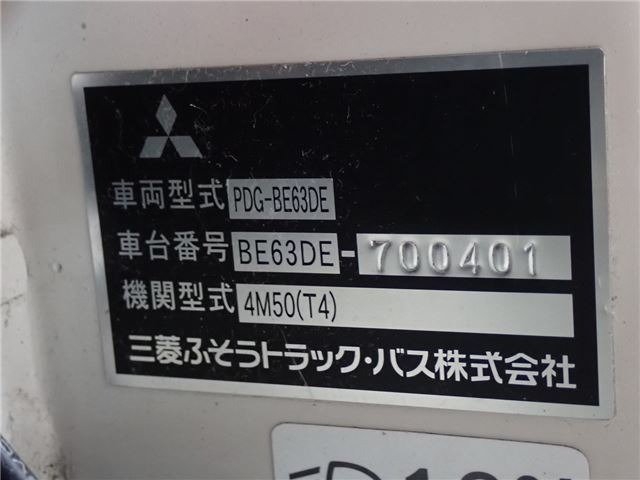 車両型式 PDG-BE63DE
車台番号 BE63DE-700401
機関型式 4M50(T4)
三菱ふそうトラック・バス株式会社